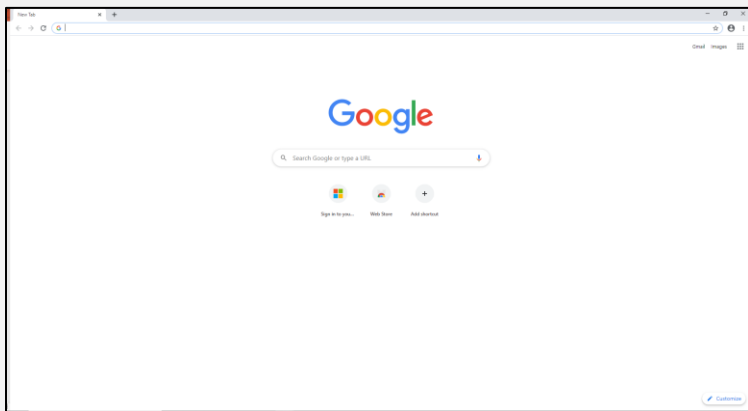 New Tab
Gmail Images
Google
Search Google or type a URL
Sign in to you... Web Store Add shortcut
Customize